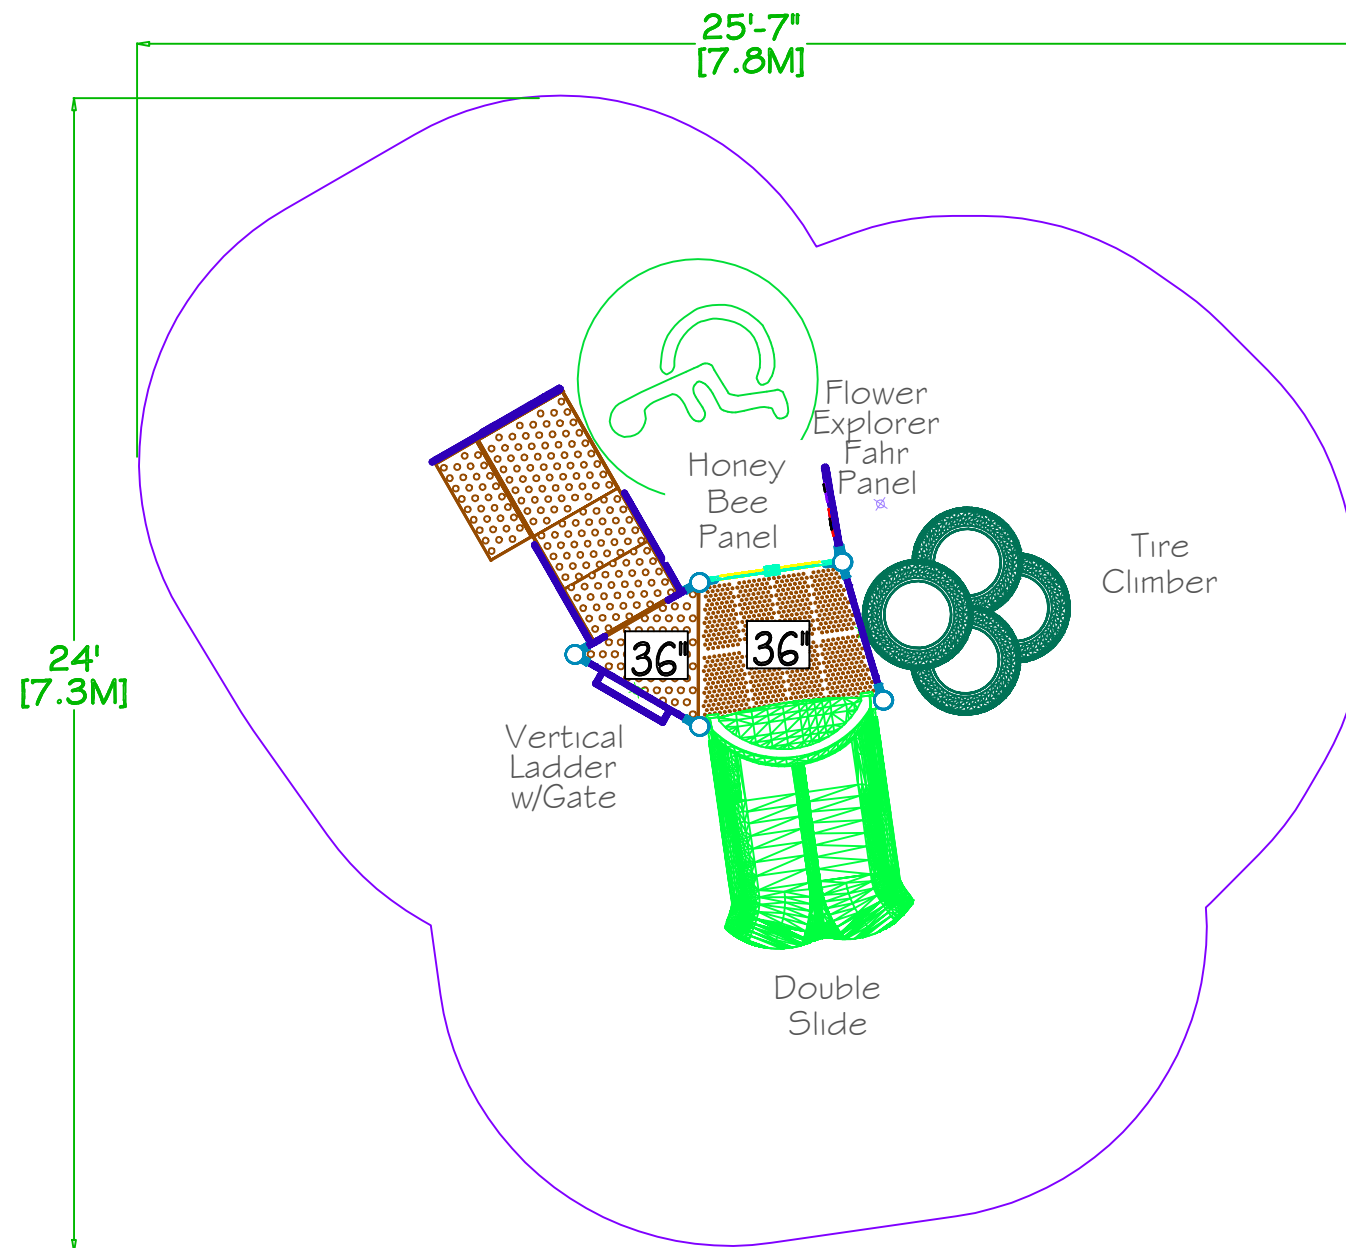 25'-7"
[7.8M]
24'
[7.3M]
Flower
Explorer
Fahr
Panel
Honey
Bee
Panel
Tire
Climber
36"
36"
Vertical
Ladder
w/Gate
Double
Slide